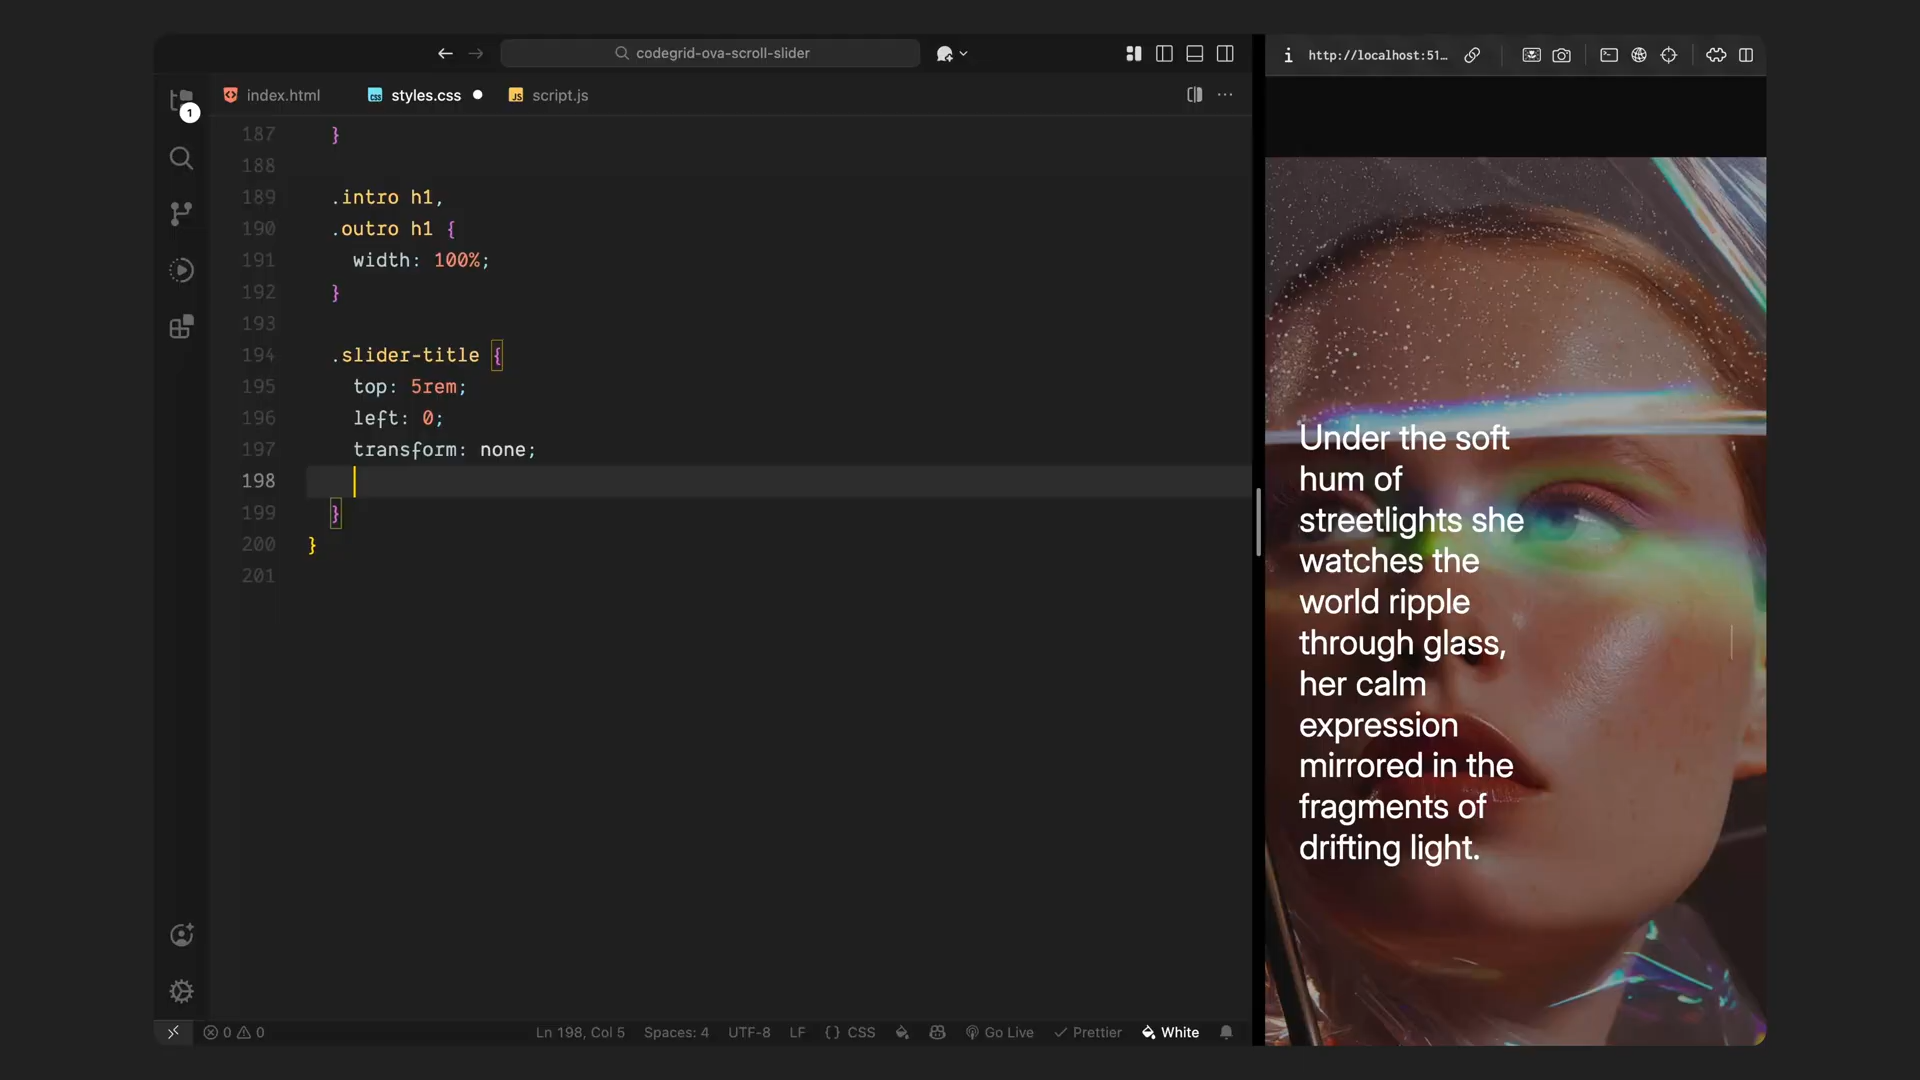 codegrid-ova-scroll-slider
http://localhost:51…
1
index.html
styles.css
script.js
187 }
188
189 .intro h1,
190 .outro h1 {
191 width: 100%;
192 }
193
194 .slider-title {
195 top: 5rem;
196 left: 0;
197 transform: none;
198
199 }
200 }
201
Under the soft
hum of
streetlights she
watches the
world ripple
through glass,
her calm
expression
mirrored in the
fragments of
drifting light.
0 0 Ln 198, Col 5 Spaces: 4 UTF-8 LF {} CSS Go Live Prettier White